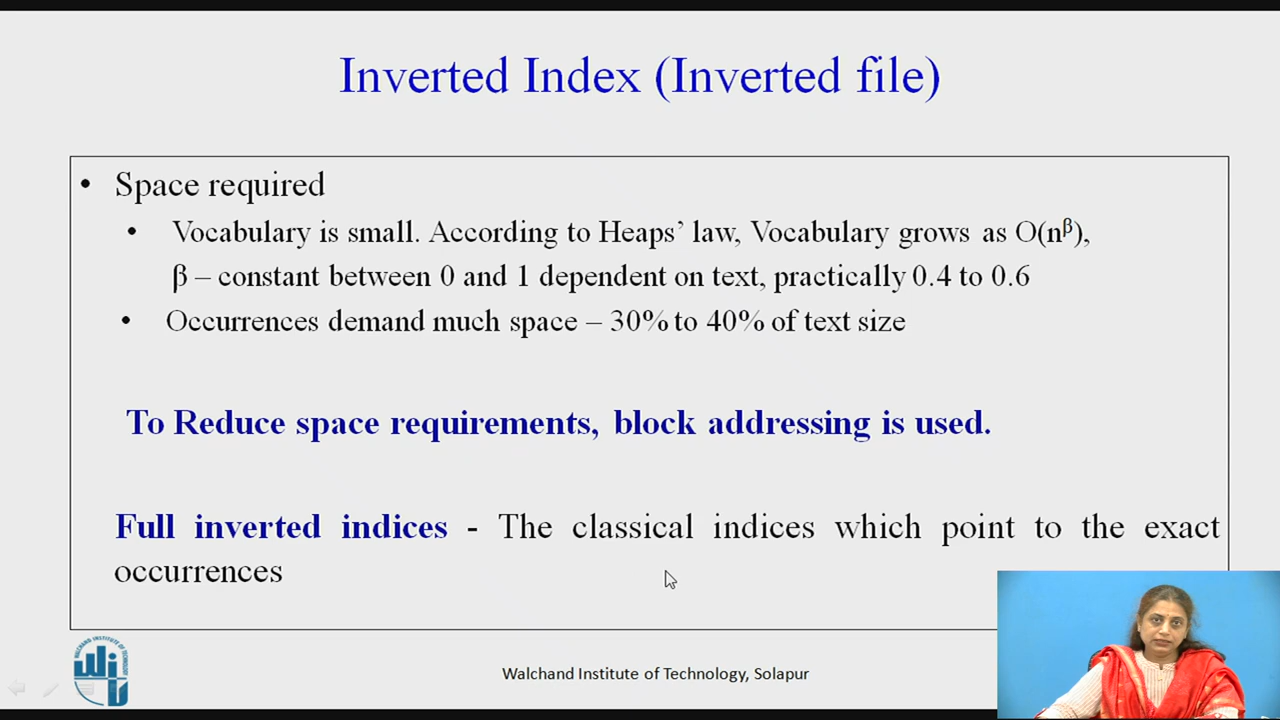 Inverted Index (Inverted file)
• Space required
• Vocabulary is small. According to Heaps’ law, Vocabulary grows as O(nᵝ),
β – constant between 0 and 1 dependent on text, practically 0.4 to 0.6
• Occurrences demand much space – 30% to 40% of text size
To Reduce space requirements, block addressing is used.
Full inverted indices - The classical indices which point to the exact
occurrences
Walchand Institute of Technology, Solapur